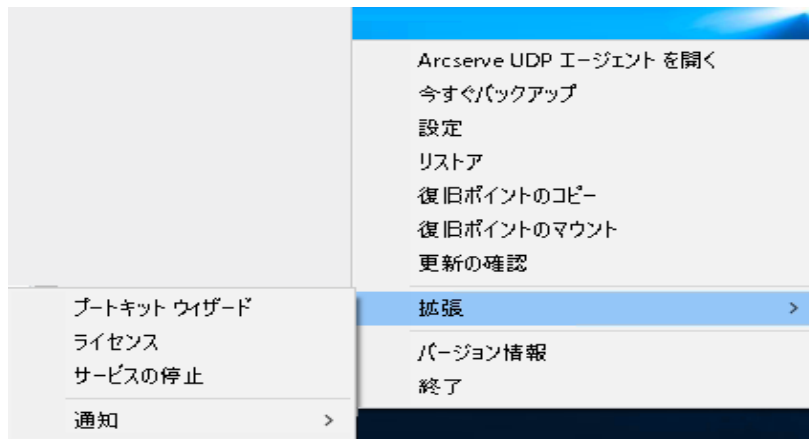 Arcserve UDP エージェント を開く
今すぐバックアップ
設定
リストア
復旧ポイントのコピー
復旧ポイントのマウント
更新の確認
拡張 >
バージョン情報
終了
ブートキット ウィザード
ライセンス
サービスの停止
通知 >